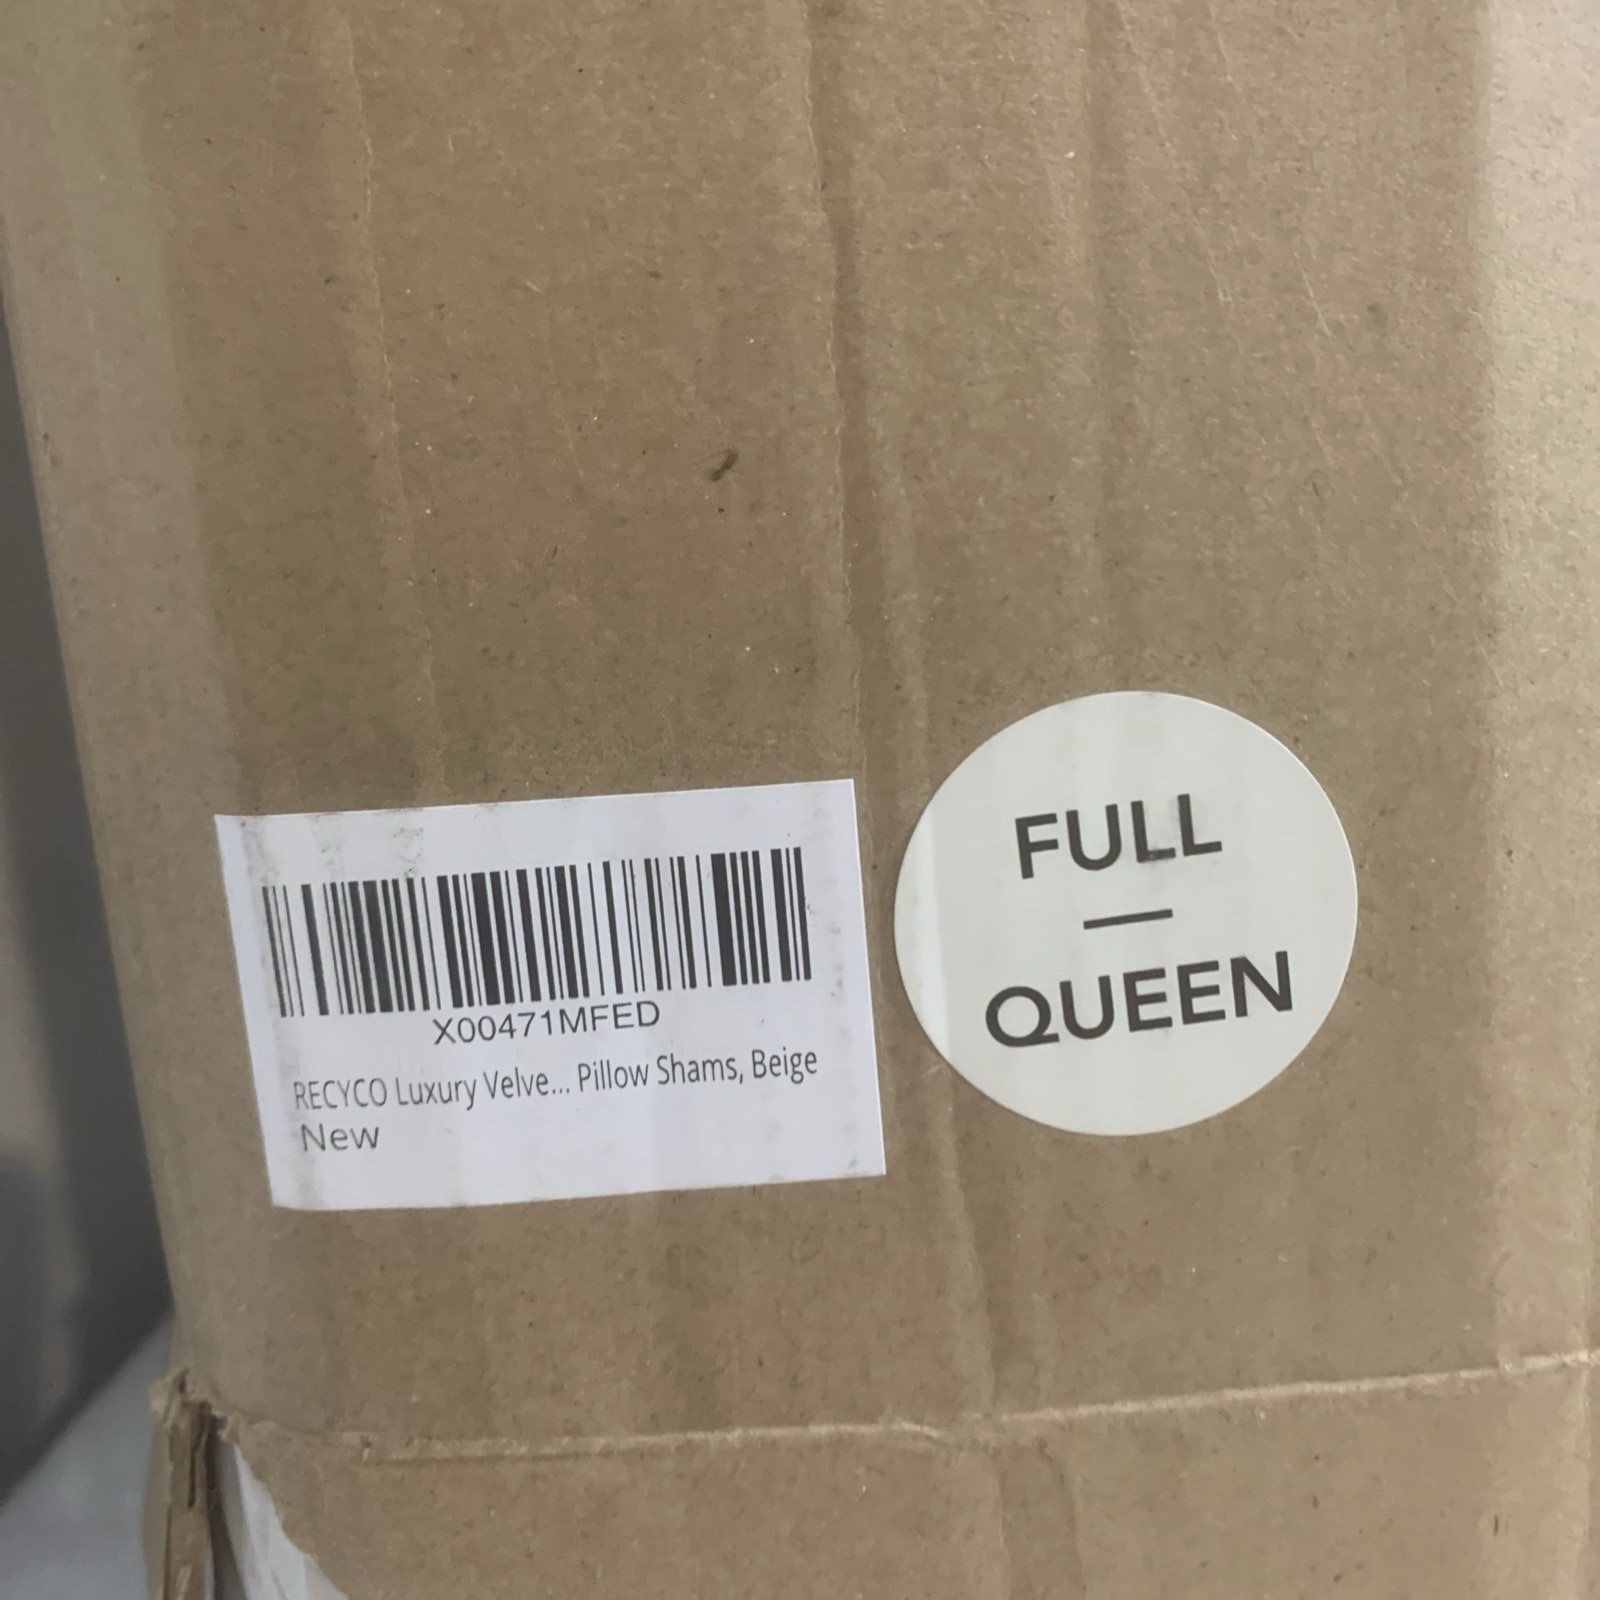 X00471MFED
RECYCO Luxury Velve... Pillow Shams, Beige
New
FULL
—
QUEEN